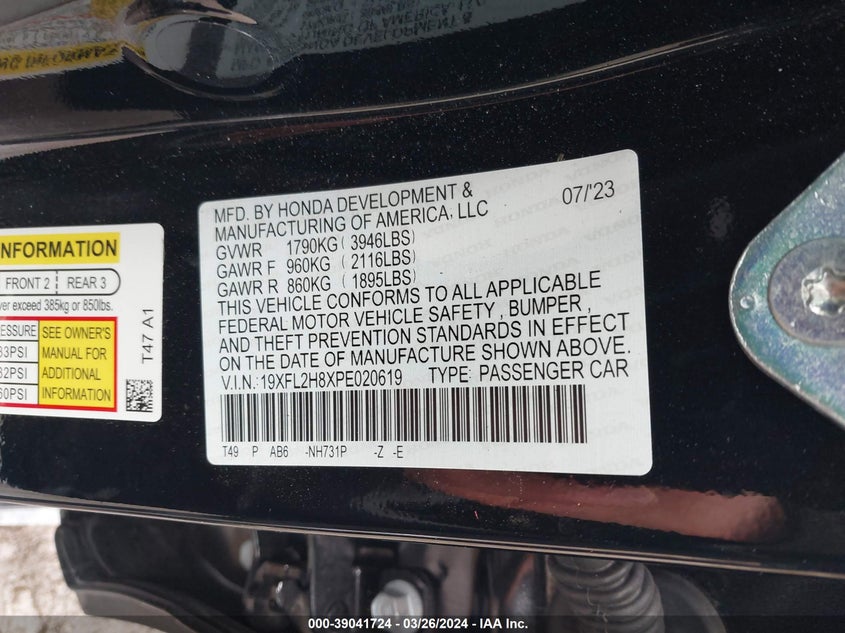 MFD. BY HONDA DEVELOPMENT & 07/'23
MANUFACTURING OF AMERICA. LLC
GVWR 1790KG ( 3946LBS)
GAWR F 960KG ( 2116LBS)
GAWR R 860KG ( 1895LBS)
THIS VEHICLE CONFORMS TO ALL APPLICABLE
FEDERAL MOTOR VEHICLE SAFETY , BUMPER ,
AND THEFT PREVENTION STANDARDS IN EFFECT
ON THE DATE OF MANUFACTURE SHOWN ABOVE.
V.I.N.:19XFL2H8XPE020619 TYPE: PASSENGER CAR
T49 P AB6 -NH731P -Z -E
INFORMATION
FRONT 2 REAR 3
exceed 385kg or 850lbs.
SEE OWNER'S
MANUAL FOR
ADDITIONAL
INFORMATION
33PSI
32PSI
60PSI
T47 A1
000-39041724 - 03/26/2024 - IAA Inc.